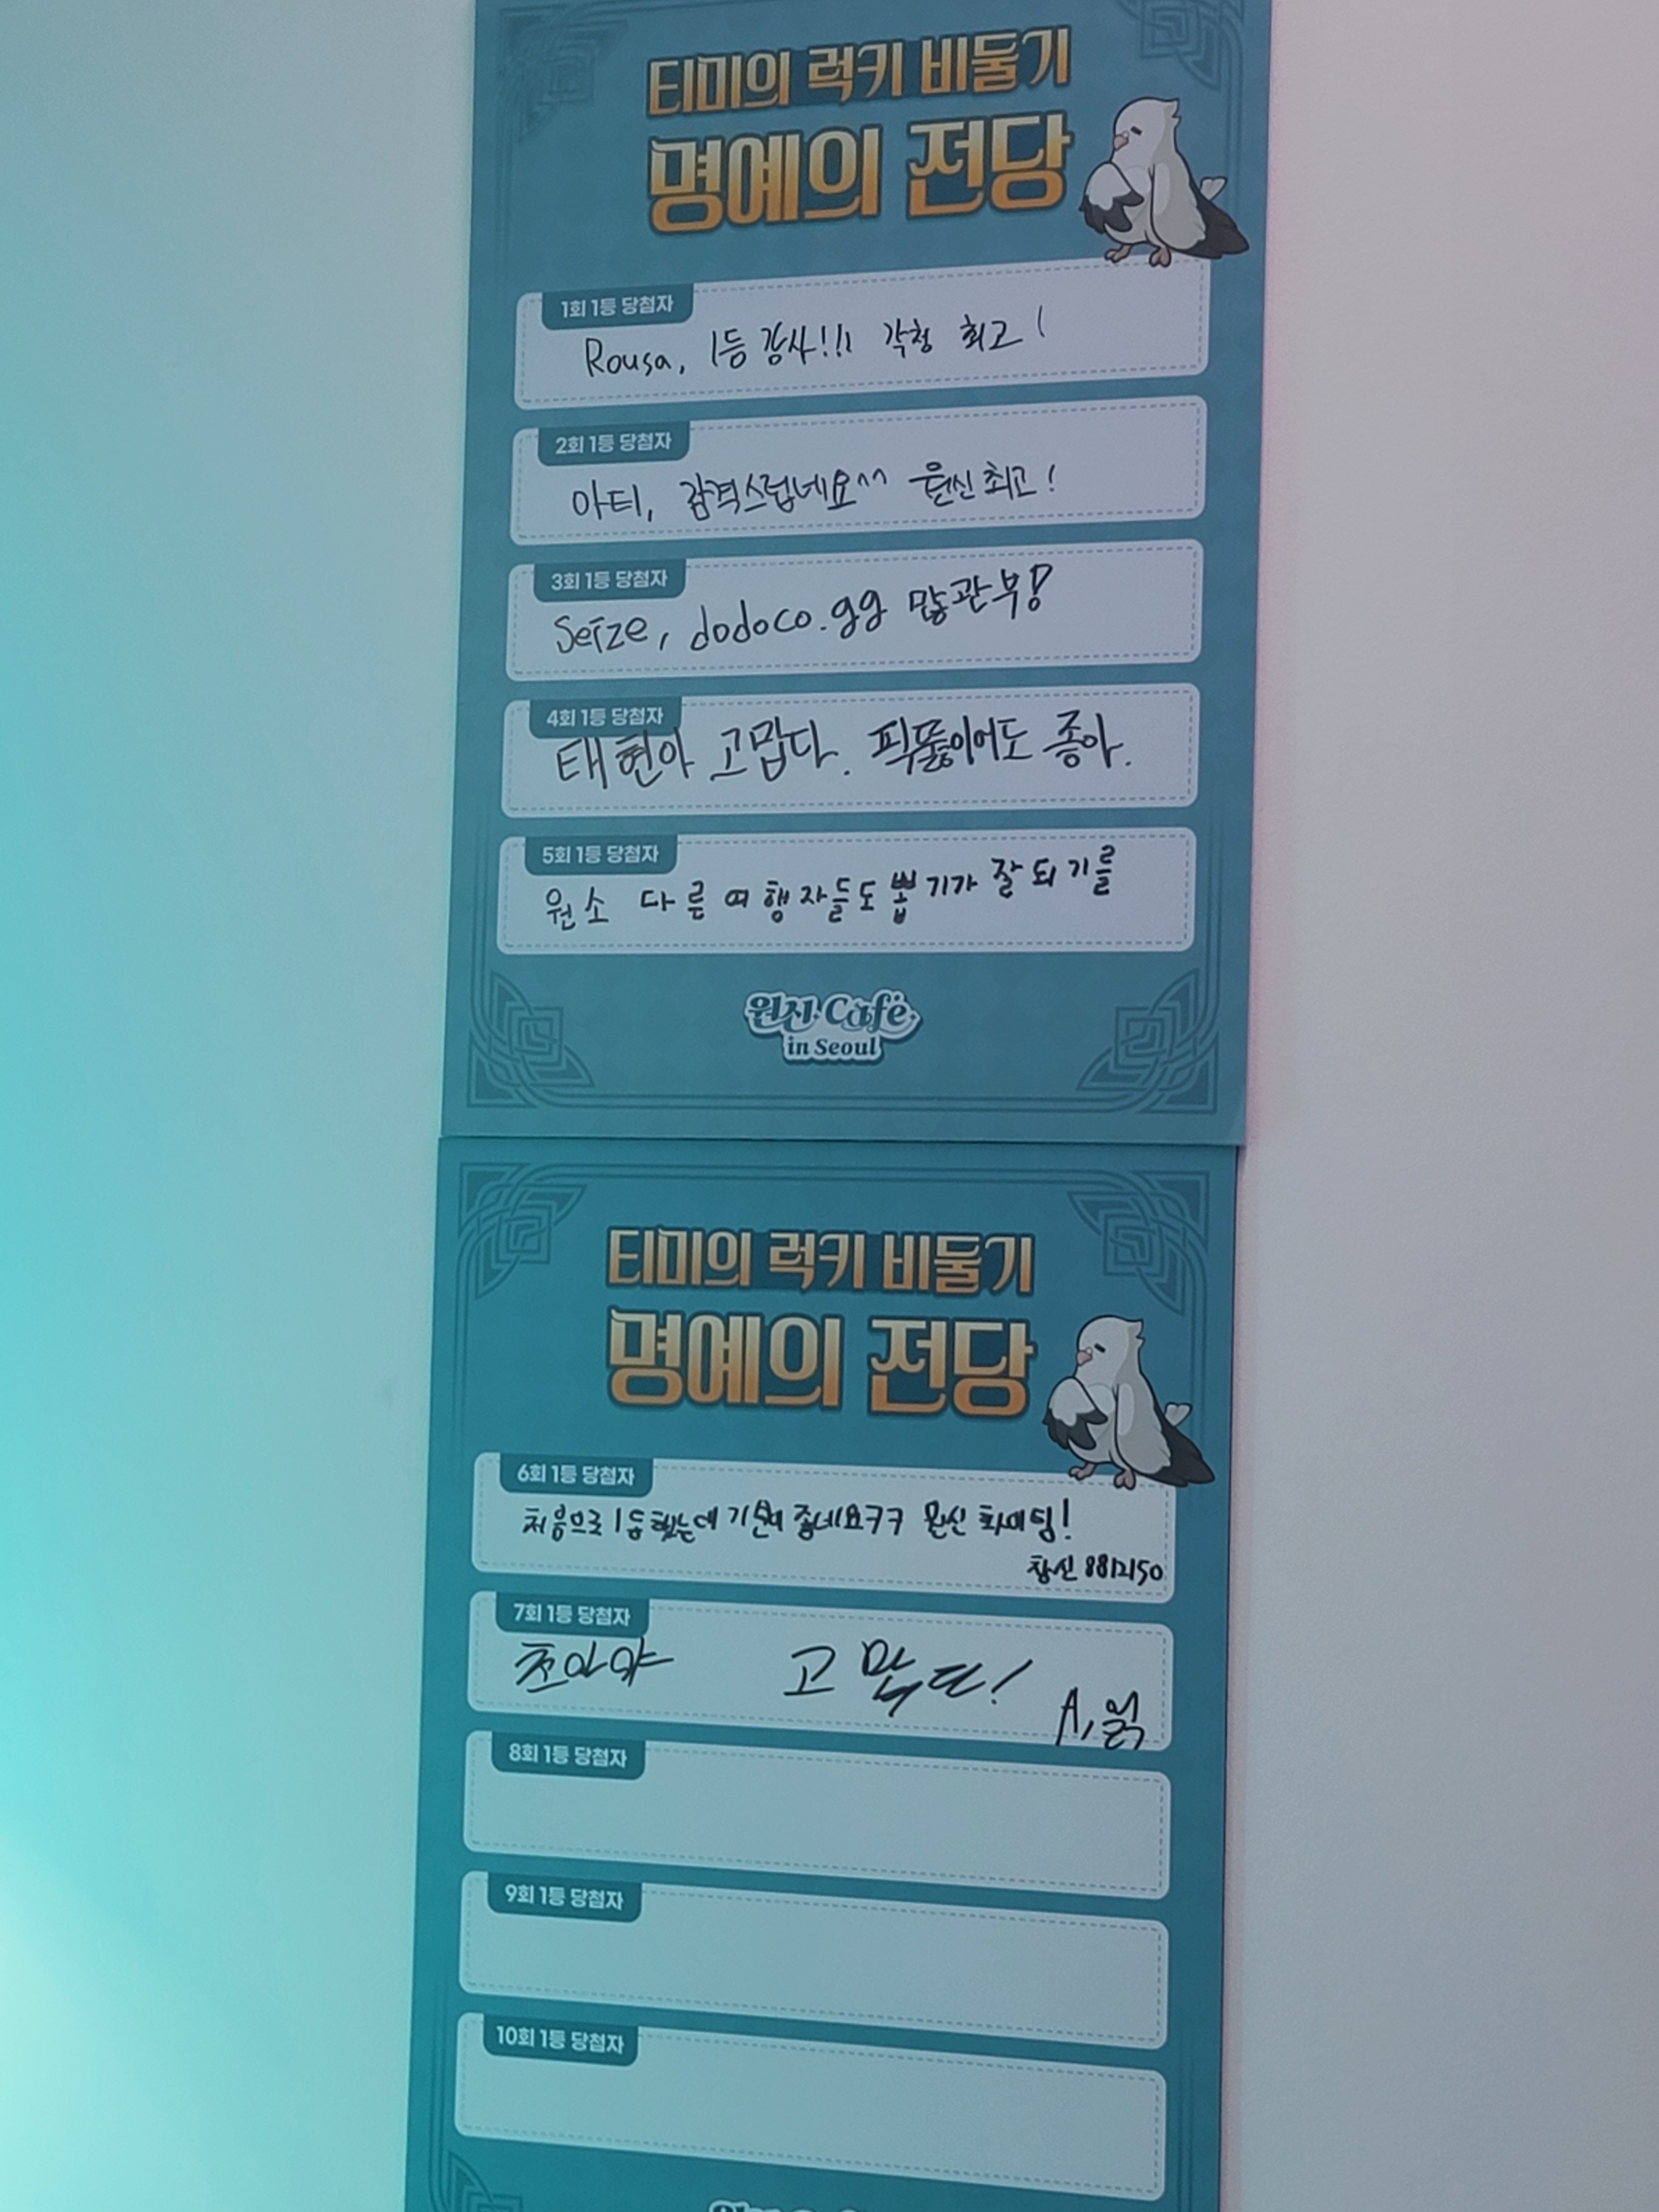 티미의 럭키 비둘기
명예의 전당
1회 1등 당첨자
Rousa, 1등 감사!!! 각청 최고!
2회 1등 당첨자
아티, 감격스럽네요^^ 원신 최고!
3회 1등 당첨자
Seize, dodoco.gg 많관부!
4회 1등 당첨자
태현아 고맙다. 픽뚫이어도 좋아.
5회 1등 당첨자
원소 다른 여행자들도 뽑기가 잘 되기를
원신 Cafe
in Seoul
티미의 럭키 비둘기
명예의 전당
6회 1등 당첨자
처음으로 1등 했는데 기분이 좋네요ㅋㅋ 원신 화이팅!
창신 8812150
7회 1등 당첨자
고맙다!
8회 1등 당첨자
9회 1등 당첨자
10회 1등 당첨자